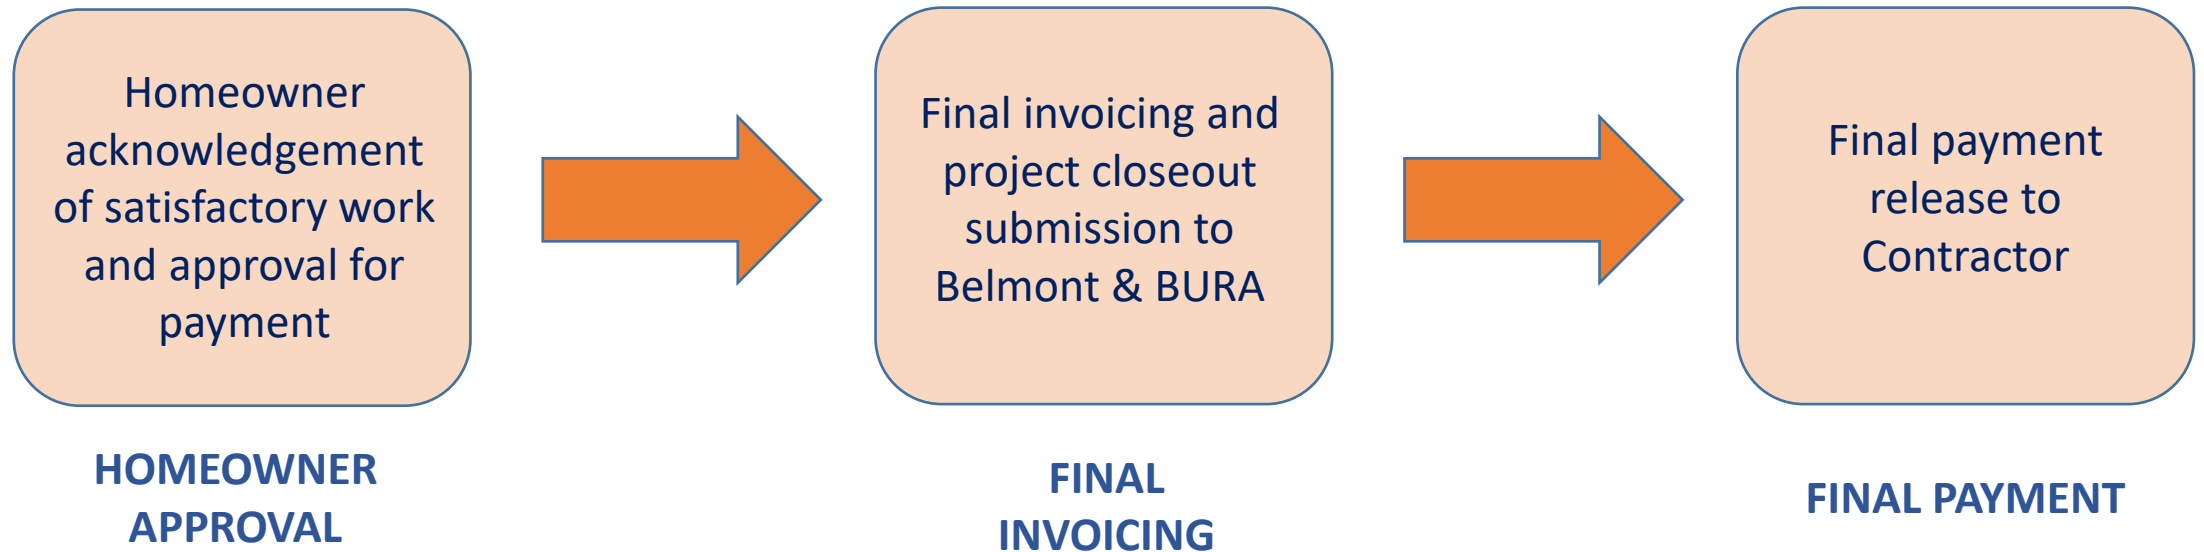 Homeowner
acknowledgement
of satisfactory work
and approval for
payment
HOMEOWNER
APPROVAL
Final invoicing and
project closeout
submission to
Belmont & BURA
FINAL
INVOICING
Final payment
release to
Contractor
FINAL PAYMENT